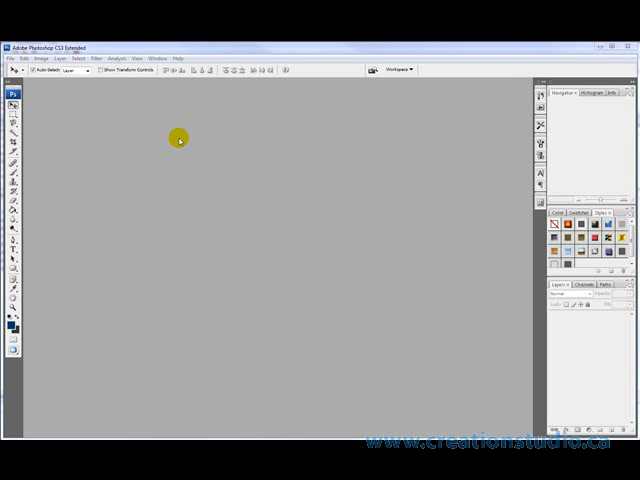 Adobe Photoshop CS3 Extended
File Edit Image Layer Select Filter Analysis View Window Help
Auto-Select: Layer Show Transform Controls Workspace
Ps
Navigator Histogram Info
Color Swatches Styles
Layers Channels Paths
Normal
www.creationstudio.ca